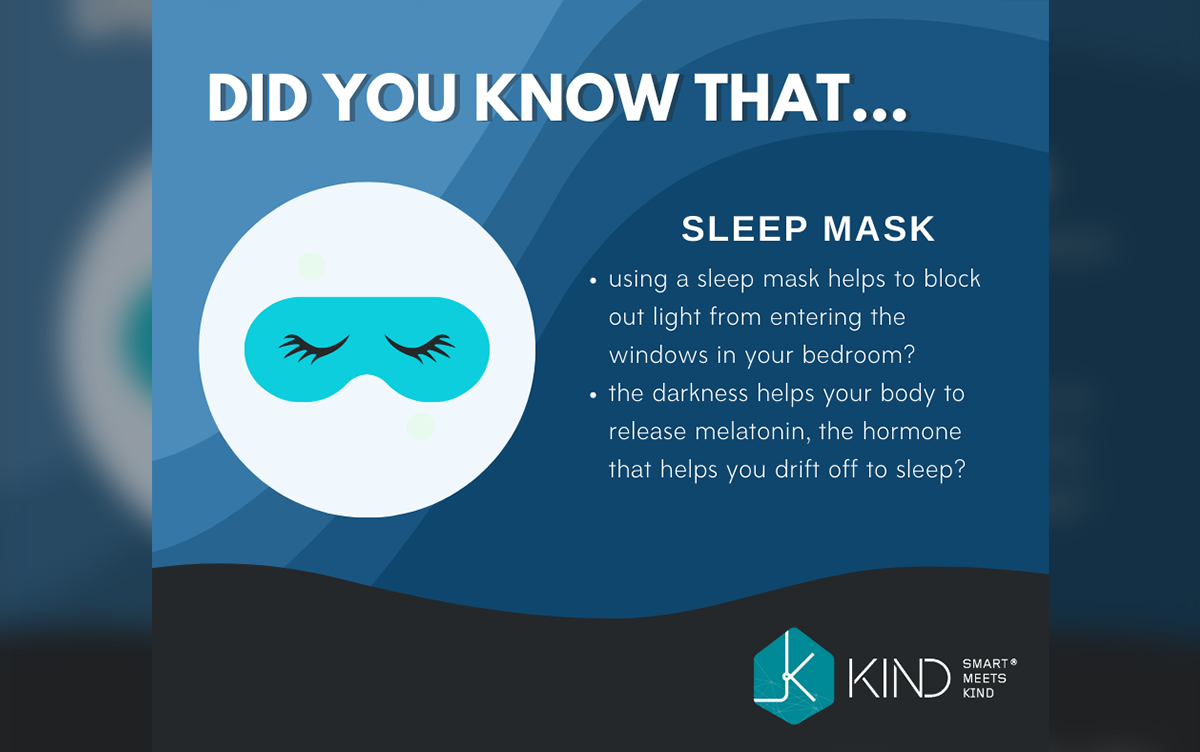 DID YOU KNOW THAT...
SLEEP MASK
• using a sleep mask helps to block
out light from entering the
windows in your bedroom?
• the darkness helps your body to
release melatonin, the hormone
that helps you drift off to sleep?
KIND
SMART®
MEETS
KIND